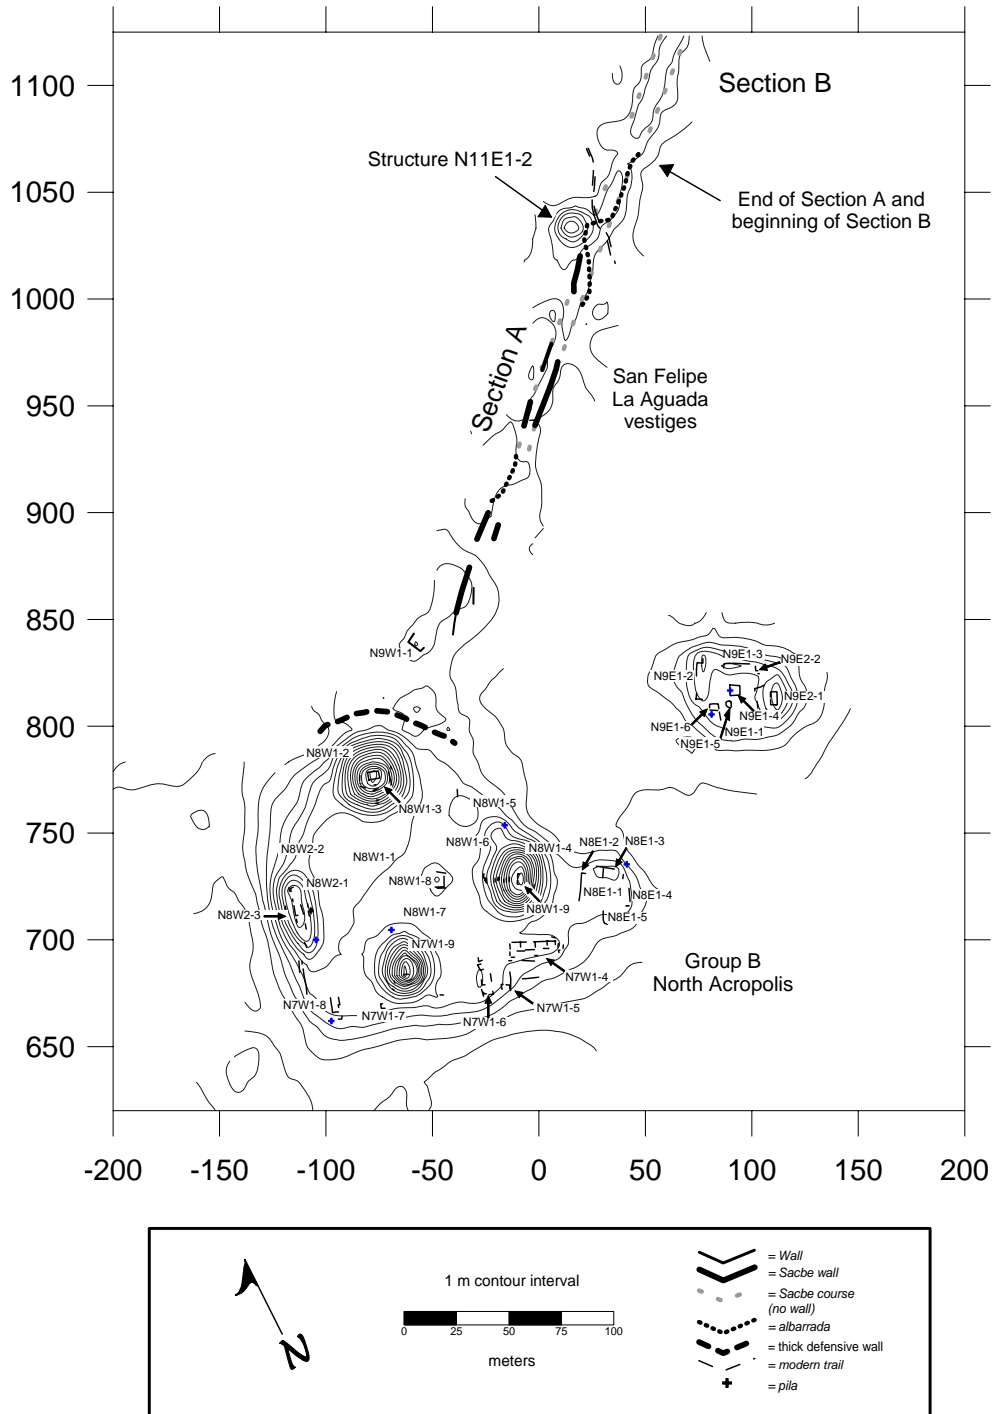 1100
1050
1000
950
900
850
800
750
700
650
Section B
Structure N11E1-2
End of Section A and
beginning of Section B
Section A
San Felipe
La Aguada
vestiges
N9W1-1
N9E1-3
N9E2-2
N9E1-2
N9E2-1
N9E1-4
N9E1-6
N9E1-1
N9E1-5
N8W1-2
N8W1-3
N8W1-5
N8W1-6
N8W1-4
N8E1-2
N8E1-3
N8W2-2
N8W1-1
N8W2-1
N8W1-8
N8E1-1
N8E1-4
N8W2-3
N8W1-7
N8W1-9
N8E1-5
N7W1-9
N7W1-4
N7W1-8
N7W1-7
N7W1-6
N7W1-5
Group B
North Acropolis
-200
-150
-100
-50
0
50
100
150
200
N
1 m contour interval
0
25
50
75
100
meters
= Wall
= Sacbe wall
= Sacbe course
(no wall)
= albarrada
= thick defensive wall
= modern trail
= pila